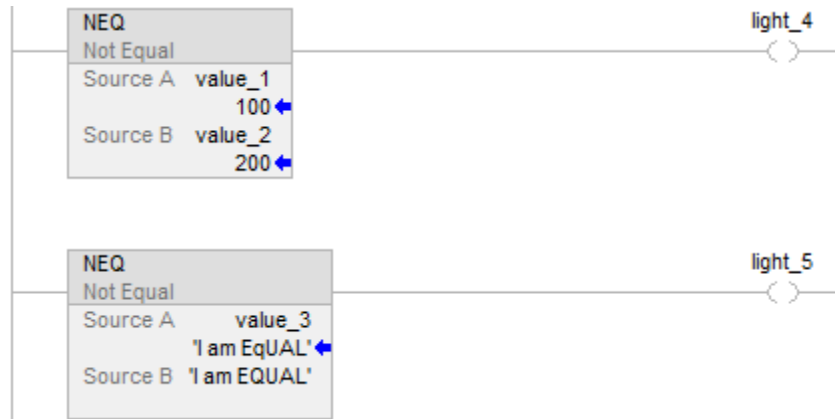 NEQ
light_4
Not Equal
Source A value_1
100
Source B value_2
200
NEQ
light_5
Not Equal
Source A value_3
'I am EqUAL'
Source B 'I am EQUAL'